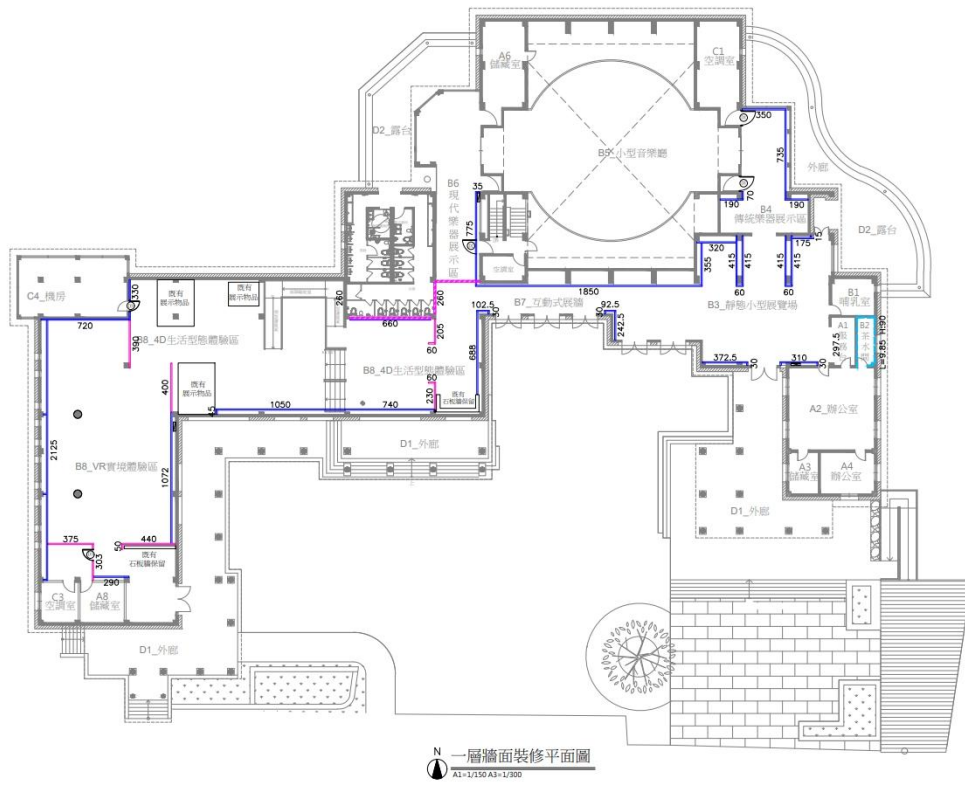 A6
儲藏室
C1
空調室
D2_露台
B5_小型音樂廳
350
735
外廊
B6
現代樂器展示區
35
775
190
70
190
B4
傳統樂器展示區
D2_露台
15
175
空調室
320
355
415
415
415
415
60
60
1850
B3_靜態小型展覽場
B1
哺乳室
C4_機房
330
既有
展示物品
既有
展示物品
260
260
660
205
60
102.5
30
B7_互動式展牆
92.5
30
242.5
A1
B2
茶水間
297.5
L=9.85 H:90
720
390
B8_4D生活型態體驗區
B8_4D生活型態體驗區
688
372.5
30
310
30
400
既有
展示物品
60
230
既有
石板牆保留
45
1050
740
A2_辦公室
2125
B8_VR實境體驗區
1072
D1_外廊
A3
儲藏室
A4
辦公室
D1_外廊
375
50
440
303
既有
石板牆保留
290
C3
空調室
A8
儲藏室
D1_外廊
N
一層牆面裝修平面圖
A1=1/150 A3=1/300